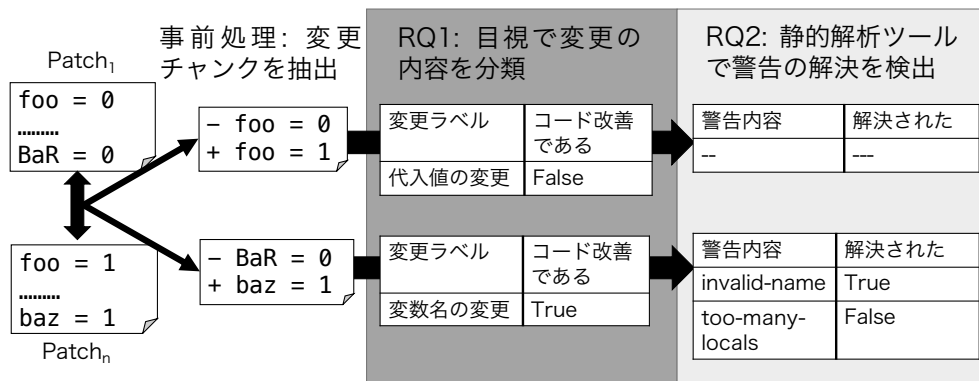 事前処理: 変更
チャンクを抽出
Patch1
foo = 0
………
BaR = 0
foo = 1
………
baz = 1
Patchn
− foo = 0
+ foo = 1
− BaR = 0
+ baz = 1
RQ1: 目視で変更の
内容を分類
変更ラベル
コード改善
である
代入値の変更
False
変更ラベル
コード改善
である
変数名の変更
True
RQ2: 静的解析ツール
で警告の解決を検出
警告内容
解決された
--
---
警告内容
解決された
invalid-name
True
too-many-
locals
False